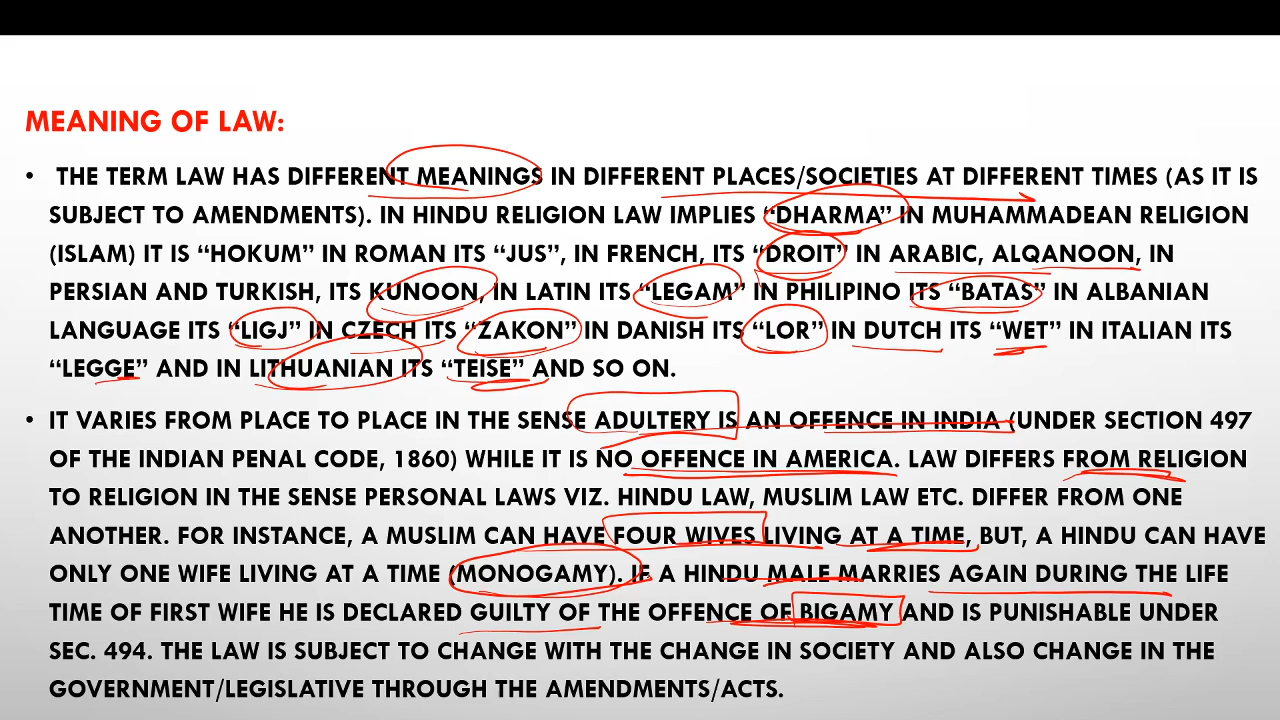 MEANING OF LAW:
• THE TERM LAW HAS DIFFERENT MEANINGS IN DIFFERENT PLACES/SOCIETIES AT DIFFERENT TIMES (AS IT IS
SUBJECT TO AMENDMENTS). IN HINDU RELIGION LAW IMPLIES “DHARMA” IN MUHAMMADEAN RELIGION
(ISLAM) IT IS “HOKUM” IN ROMAN ITS “JUS”, IN FRENCH, ITS “DROIT” IN ARABIC, ALQANOON, IN
PERSIAN AND TURKISH, ITS KUNOON, IN LATIN ITS “LEGAM” IN PHILIPINO ITS “BATAS” IN ALBANIAN
LANGUAGE ITS “LIGJ” IN CZECH ITS “ZAKON” IN DANISH ITS “LOR” IN DUTCH ITS “WET” IN ITALIAN ITS
“LEGGE” AND IN LITHUANIAN ITS “TEISE” AND SO ON.
• IT VARIES FROM PLACE TO PLACE IN THE SENSE ADULTERY IS AN OFFENCE IN INDIA (UNDER SECTION 497
OF THE INDIAN PENAL CODE, 1860) WHILE IT IS NO OFFENCE IN AMERICA. LAW DIFFERS FROM RELIGION
TO RELIGION IN THE SENSE PERSONAL LAWS VIZ. HINDU LAW, MUSLIM LAW ETC. DIFFER FROM ONE
ANOTHER. FOR INSTANCE, A MUSLIM CAN HAVE FOUR WIVES LIVING AT A TIME, BUT, A HINDU CAN HAVE
ONLY ONE WIFE LIVING AT A TIME (MONOGAMY). IF A HINDU MALE MARRIES AGAIN DURING THE LIFE
TIME OF FIRST WIFE HE IS DECLARED GUILTY OF THE OFFENCE OF BIGAMY AND IS PUNISHABLE UNDER
SEC. 494. THE LAW IS SUBJECT TO CHANGE WITH THE CHANGE IN SOCIETY AND ALSO CHANGE IN THE
GOVERNMENT/LEGISLATIVE THROUGH THE AMENDMENTS/ACTS.